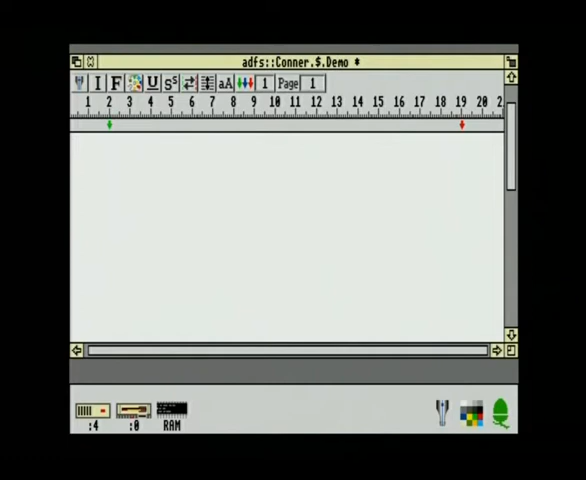 adfs::Conner.$.Demo *
I F U S^S aA 1 Page 1
1 2 3 4 5 6 7 8 9 10 11 12 13 14 15 16 17 18 19 20 2
:4 :0 RAM